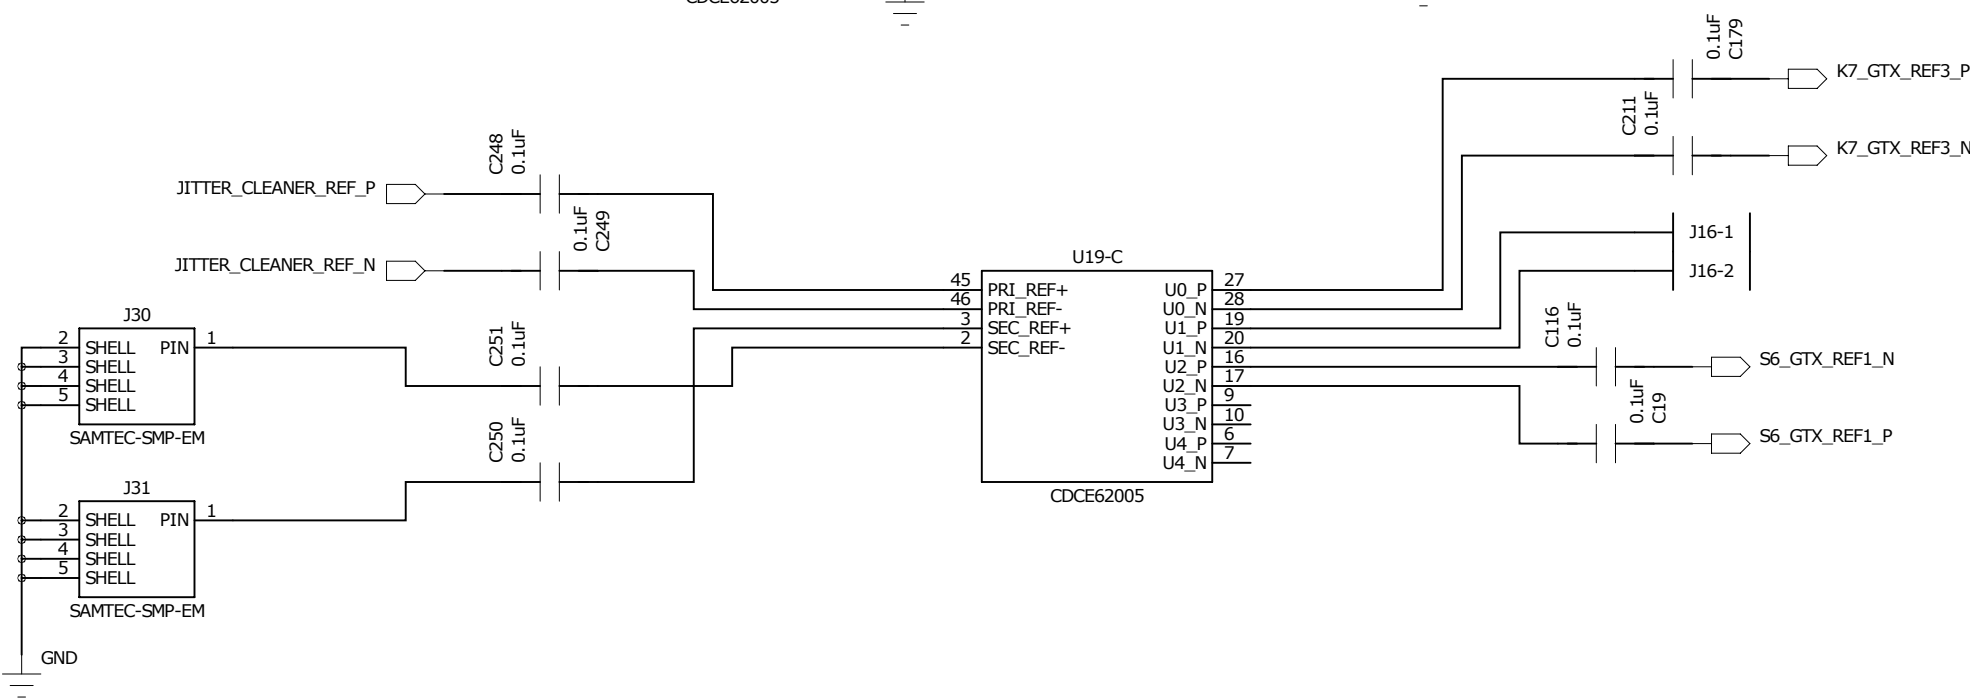 CDCE62005
0.1uF
C179
K7_GTX_REF3_P
C211
0.1uF
K7_GTX_REF3_N
C248
0.1uF
JITTER_CLEANER_REF_P
0.1uF
C249
JITTER_CLEANER_REF_N
J16-1
J16-2
U19-C
45 PRI_REF+ U0_P 27
46 PRI_REF- U0_N 28
3 SEC_REF+ U1_P 19
2 SEC_REF- U1_N 20
U2_P 16
U2_N 17
U3_P 9
U3_N 10
U4_P 6
U4_N 7
CDCE62005
C116
0.1uF
S6_GTX_REF1_N
0.1uF
C19
S6_GTX_REF1_P
J30
2 SHELL PIN 1
3 SHELL
4 SHELL
5 SHELL
SAMTEC-SMP-EM
C251
0.1uF
C250
0.1uF
J31
2 SHELL PIN 1
3 SHELL
4 SHELL
5 SHELL
SAMTEC-SMP-EM
GND